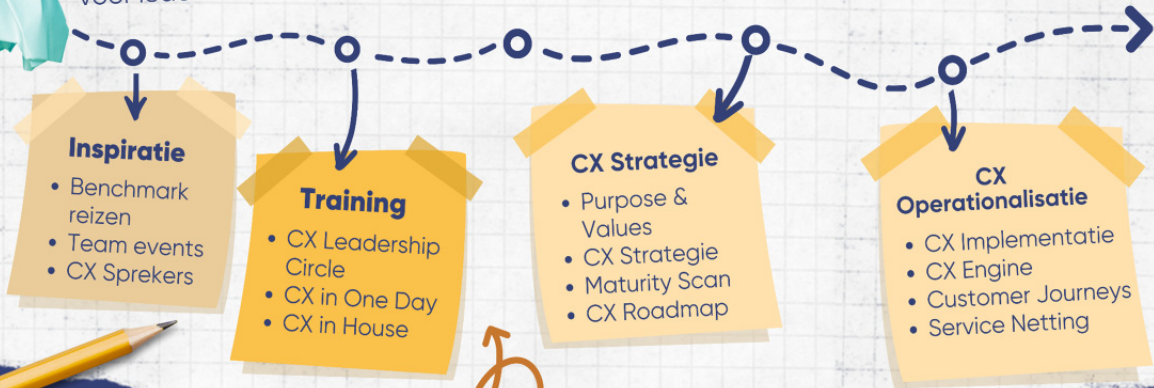 Inspiratie
• Benchmark
reizen
• Team events
• CX Sprekers
Training
• CX Leadership
Circle
• CX in One Day
• CX in House
CX Strategie
• Purpose &
Values
• CX Strategie
• Maturity Scan
• CX Roadmap
CX
Operationalisatie
• CX Implementatie
• CX Engine
• Customer Journeys
• Service Netting